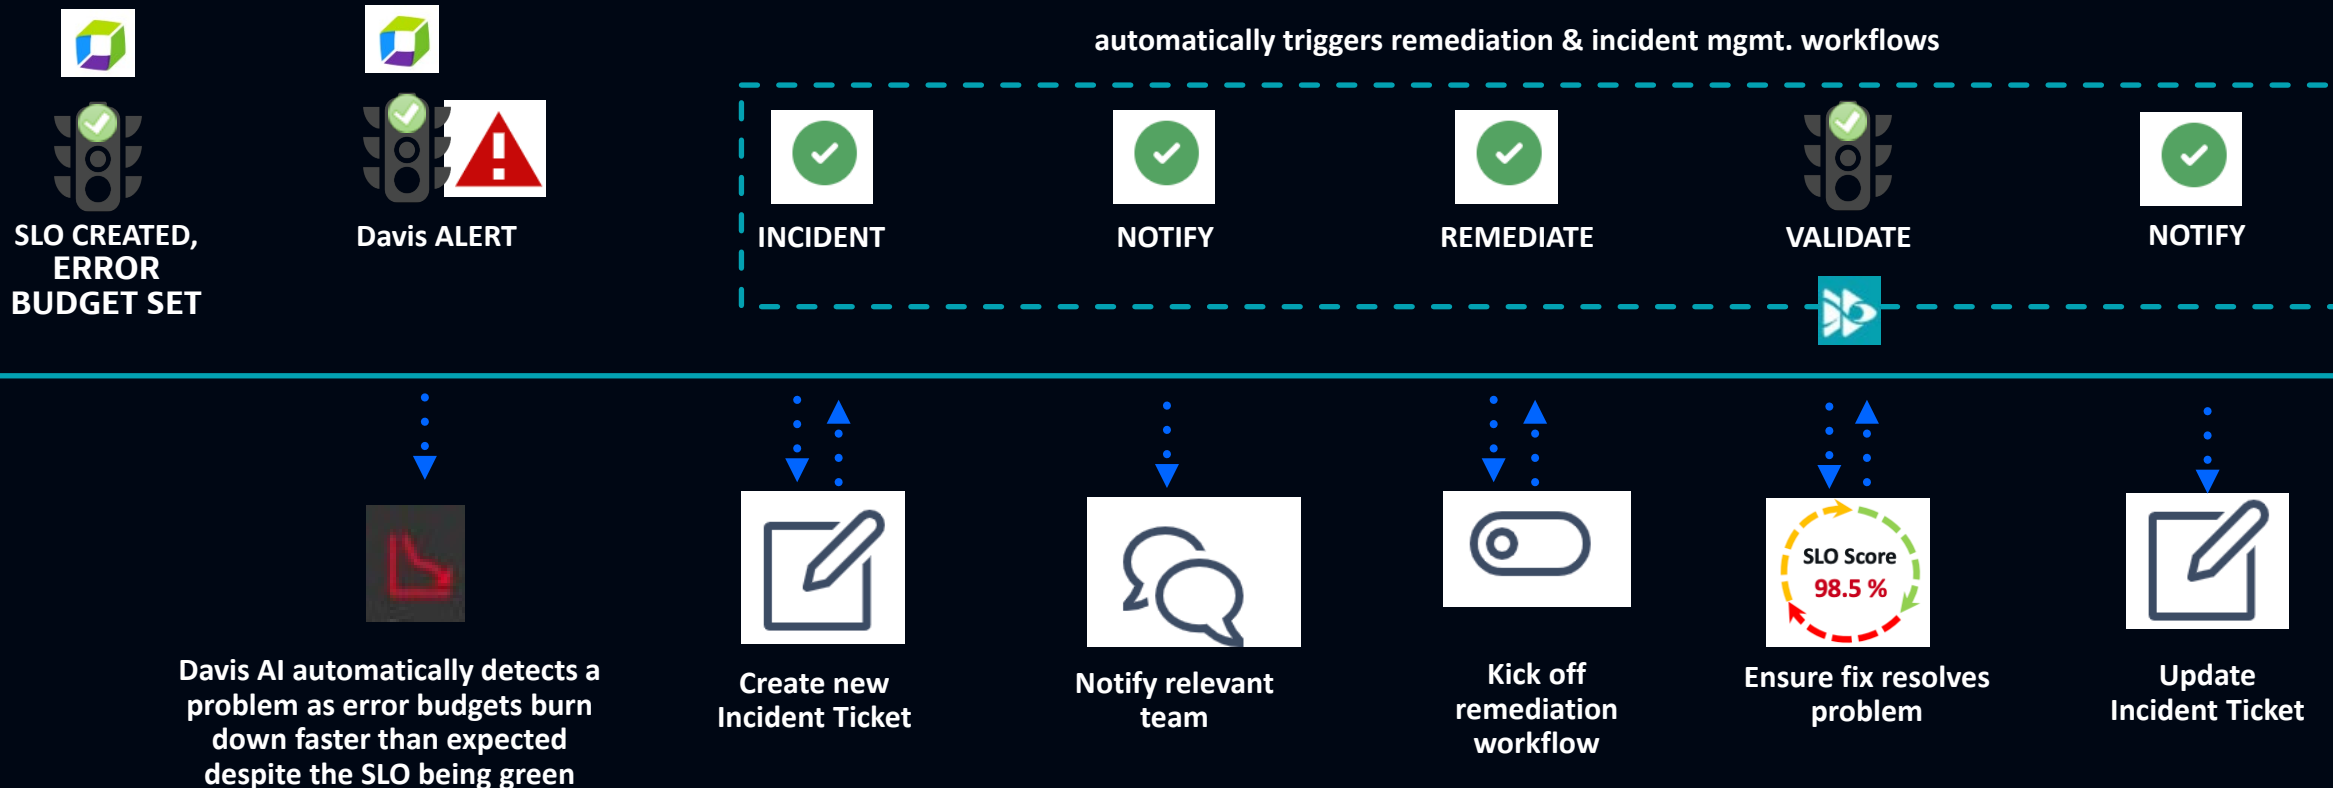 automatically triggers remediation & incident mgmt. workflows
SLO CREATED,
ERROR
BUDGET SET
Davis ALERT
INCIDENT
NOTIFY
REMEDIATE
VALIDATE
NOTIFY
Davis AI automatically detects a
problem as error budgets burn
down faster than expected
despite the SLO being green
Create new
Incident Ticket
Notify relevant
team
Kick off
remediation
workflow
SLO Score
98.5 %
Ensure fix resolves
problem
Update
Incident Ticket